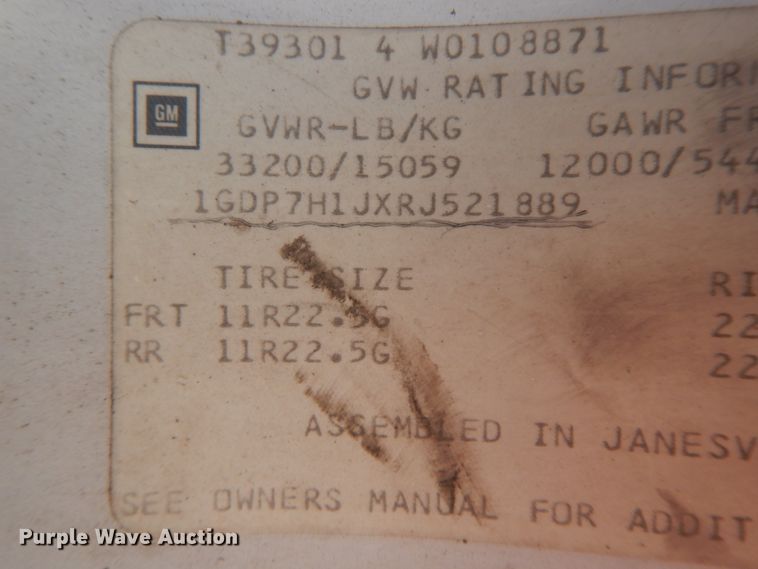 T39301 4 W0108871
GVW RATING INFOR
GM
GVWR-LB/KG GAWR
33200/15059 12000/544
1GDP7H1JXRJ521889 MA
TIRE SIZE RI
FRT 11R22.5G 22
RR 11R22.5G 22
ASSEMBLED IN JANESV
SEE OWNERS MANUAL FOR ADDIT
Purple Wave Auction